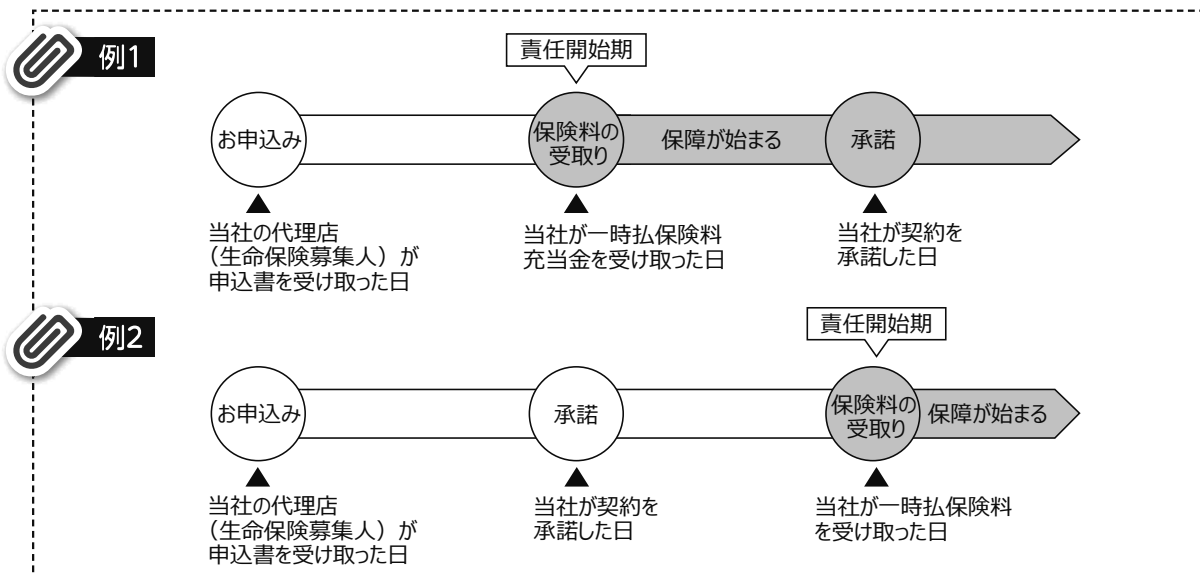 例1
責任開始期
お申込み
保険料の
受取り
保障が始まる
承諾
当社の代理店
(生命保険募集人)が
申込書を受け取った日
当社が一時払保険料
充当金を受け取った日
当社が契約を
承諾した日
例2
責任開始期
お申込み
承諾
保険料の
受取り
保障が始まる
当社の代理店
(生命保険募集人)が
申込書を受け取った日
当社が契約を
承諾した日
当社が一時払保険料
を受け取った日